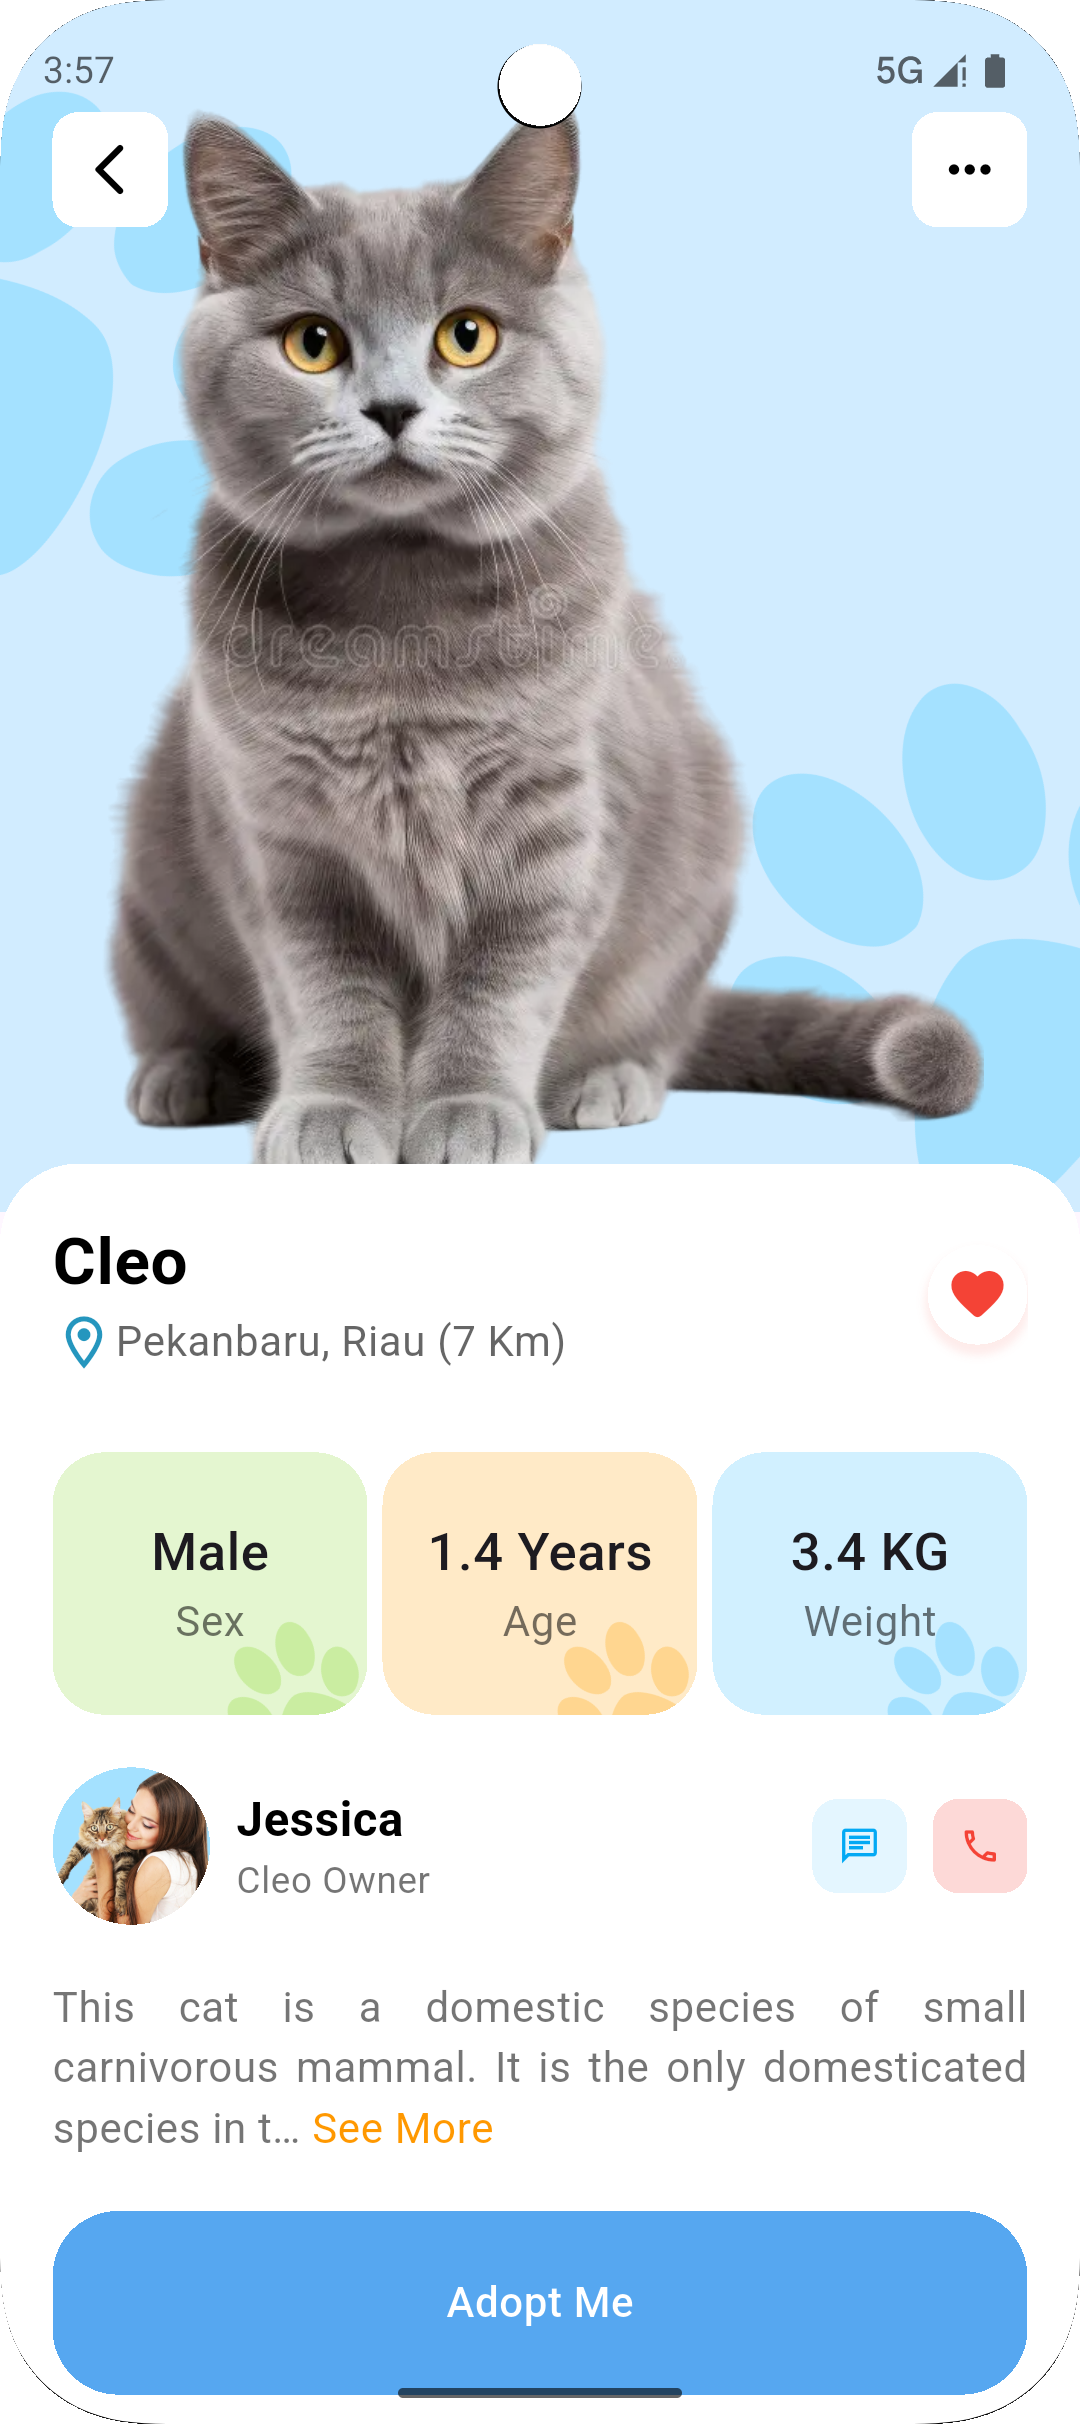 3:57
5G
dreamstime
Cleo
Pekanbaru, Riau (7 Km)
Male
1.4 Years
3.4 KG
Sex
Age
Weight
Jessica
Cleo Owner
This cat is a domestic species of small
carnivorous mammal. It is the only domesticated
species in t... See More
Adopt Me